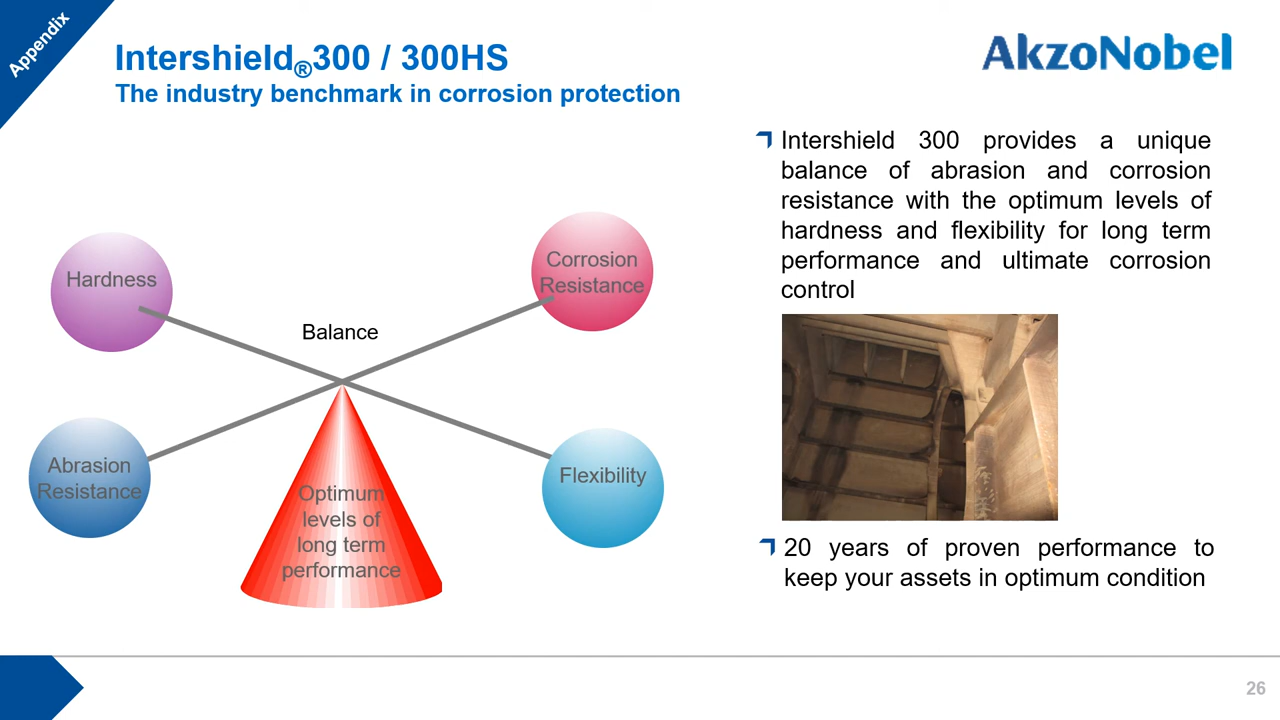 Appendix
Intershield®300 / 300HS
The industry benchmark in corrosion protection
AkzoNobel
Hardness
Corrosion
Resistance
Balance
Abrasion
Resistance
Flexibility
Optimum
levels of
long term
performance
Intershield 300 provides a unique
balance of abrasion and corrosion
resistance with the optimum levels of
hardness and flexibility for long term
performance and ultimate corrosion
control
20 years of proven performance to
keep your assets in optimum condition
26